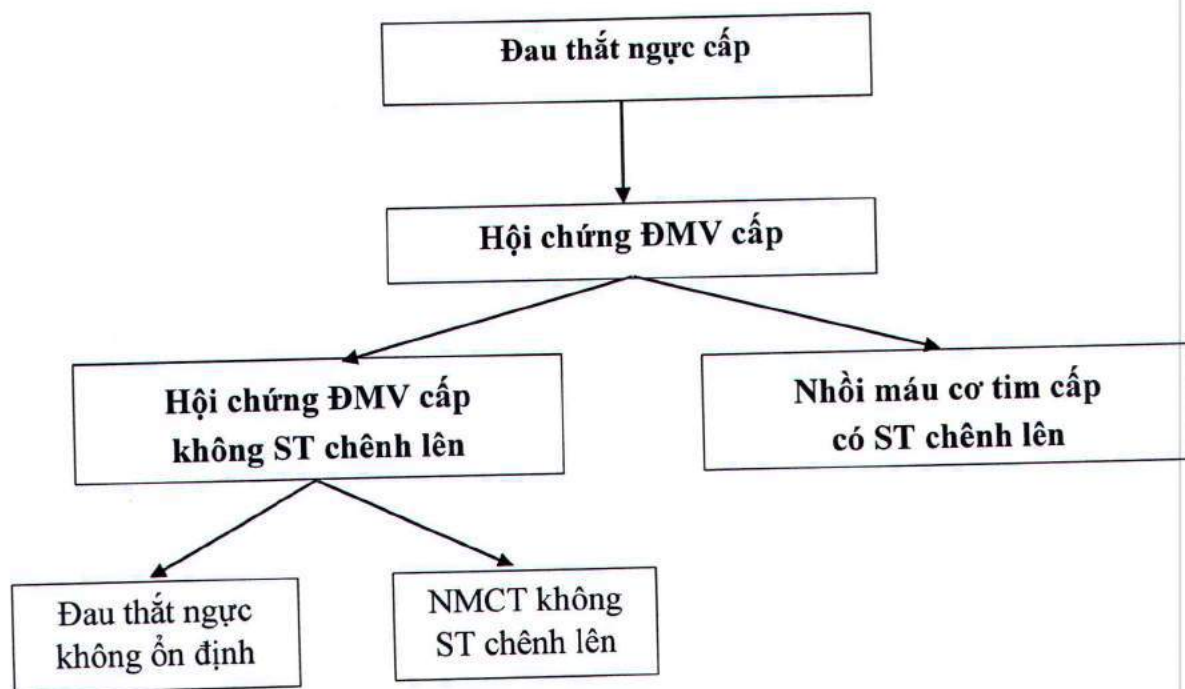 Đau thắt ngực cấp
Hội chứng ĐMV cấp
Hội chứng ĐMV cấp
không ST chênh lên
Nhồi máu cơ tim cấp
có ST chênh lên
Đau thắt ngực
không ổn định
NMCT không
ST chênh lên